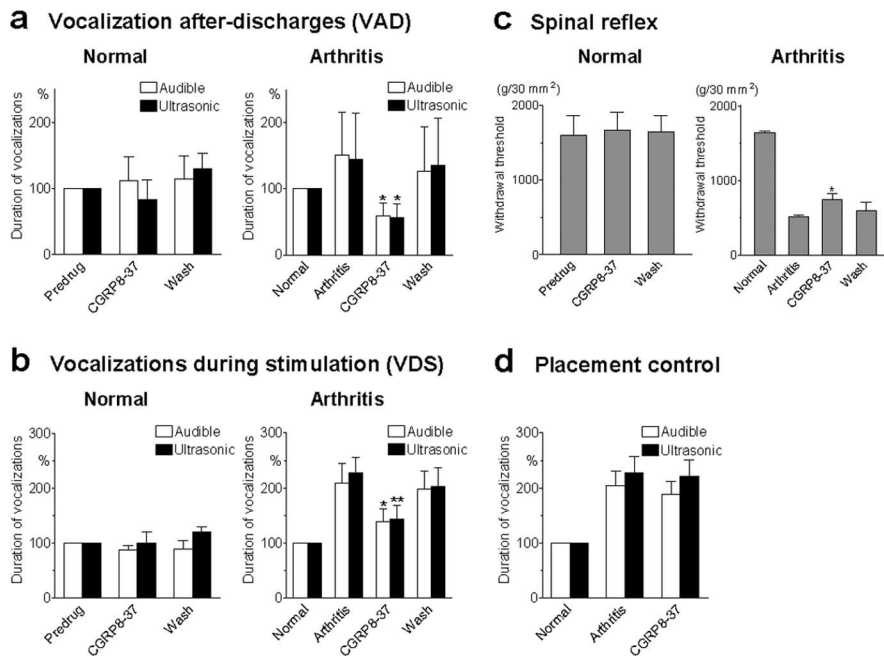 a Vocalization after-discharges (VAD)
Normal
Arthritis
%
200
100
0
Duration of vocalizations
Audible
Ultrasonic
Predrug
CGRP8-37
Wash
%
200
100
0
Duration of vocalizations
Audible
Ultrasonic
* *
Normal
Arthritis
CGRP8-37
Wash
c Spinal reflex
Normal
Arthritis
(g/30 mm²)
2000
1000
0
Withdrawal threshold
Predrug
CGRP8-37
Wash
(g/30 mm²)
2000
1000
0
Withdrawal threshold
*
Normal
Arthritis
CGRP8-37
Wash
b Vocalizations during stimulation (VDS)
Normal
Arthritis
300
%
200
100
0
Duration of vocalizations
Audible
Ultrasonic
Predrug
CGRP8-37
Wash
300
%
200
100
0
Duration of vocalizations
Audible
Ultrasonic
* **
Normal
Arthritis
CGRP8-37
Wash
d Placement control
300
%
200
100
0
Duration of vocalizations
Audible
Ultrasonic
Normal
Arthritis
CGRP8-37